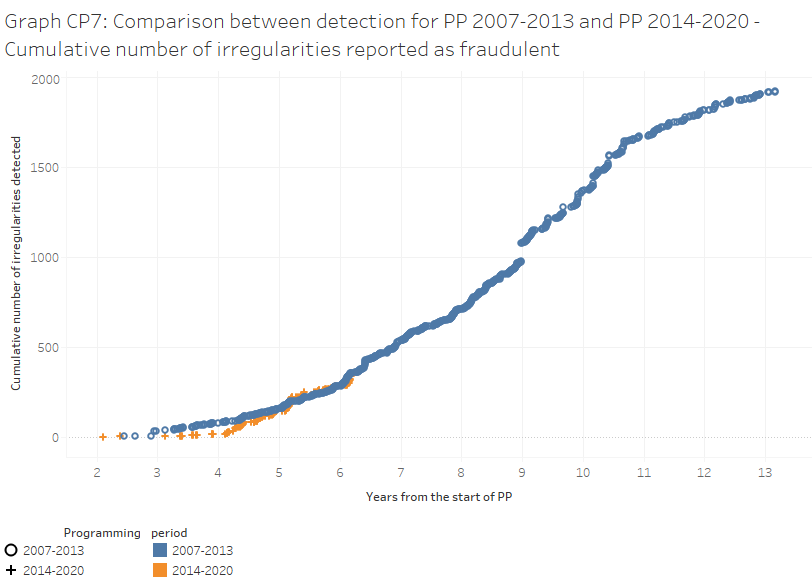 Graph CP7: Comparison between detection for PP 2007-2013 and PP 2014-2020 -
Cumulative number of irregularities reported as fraudulent
Cumulative number of irregularities detected
2000
1500
1000
500
0
2 3 4 5 6 7 8 9 10 11 12 13
Years from the start of PP
Programming period
2007-2013 2007-2013
2014-2020 2014-2020